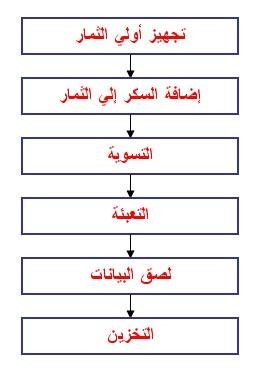 تجهيز أولي الثمار
إضافة السكر إلي الثمار
التسوية
التعبئة
لصق البيانات
التخزين